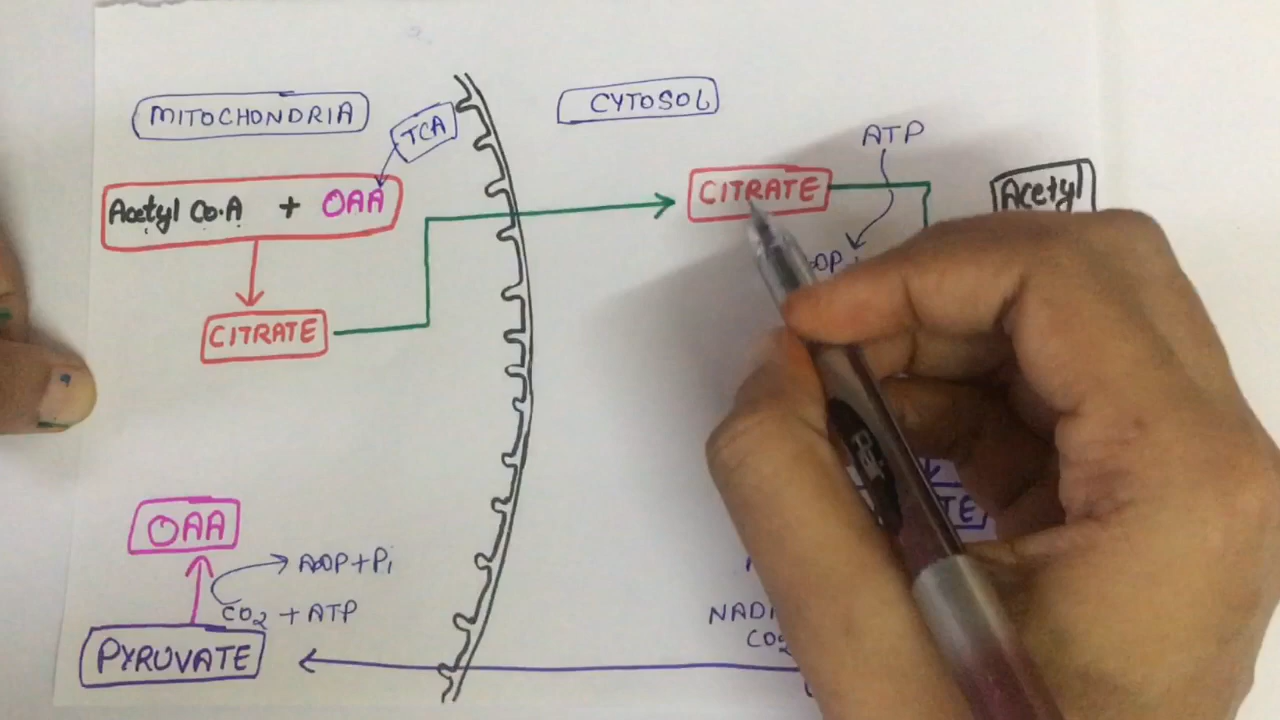 MITOCHONDRIA
CYTOSOL
TCA
ATP
Acetyl Co.A + OAA
CITRATE
Acetyl
CITRATE
OAA
ADP+Pi
CO2 + ATP
PYRUVATE